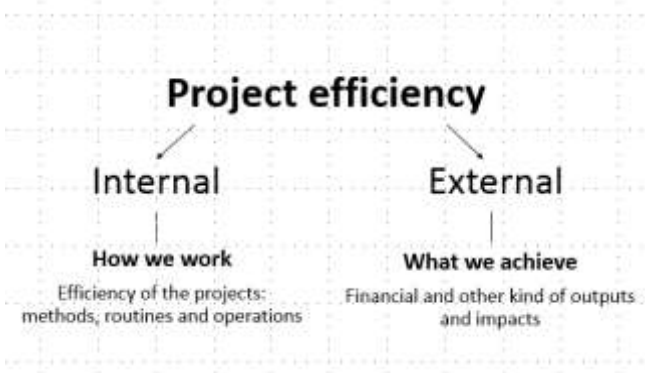 Project efficiency
Internal
External
How we work
What we achieve
Efficiency of the projects:
methods, routines and operations
Financial and other kind of outputs
and impacts